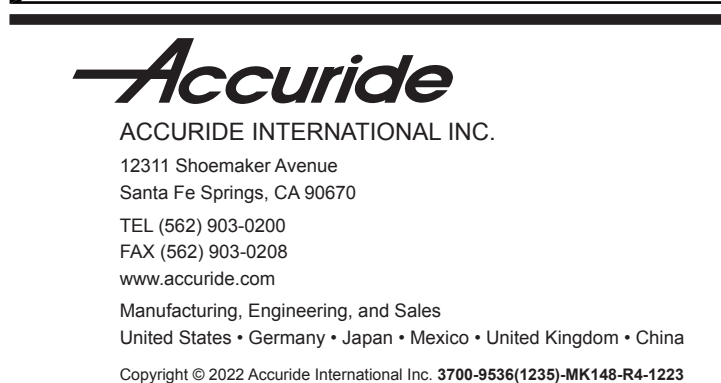 Accuride
ACCURIDE INTERNATIONAL INC.
12311 Shoemaker Avenue
Santa Fe Springs, CA 90670
TEL (562) 903-0200
FAX (562) 903-0208
www.accuride.com
Manufacturing, Engineering, and Sales
United States • Germany • Japan • Mexico • United Kingdom • China
Copyright © 2022 Accuride International Inc. 3700-9536(1235)-MK148-R4-1223